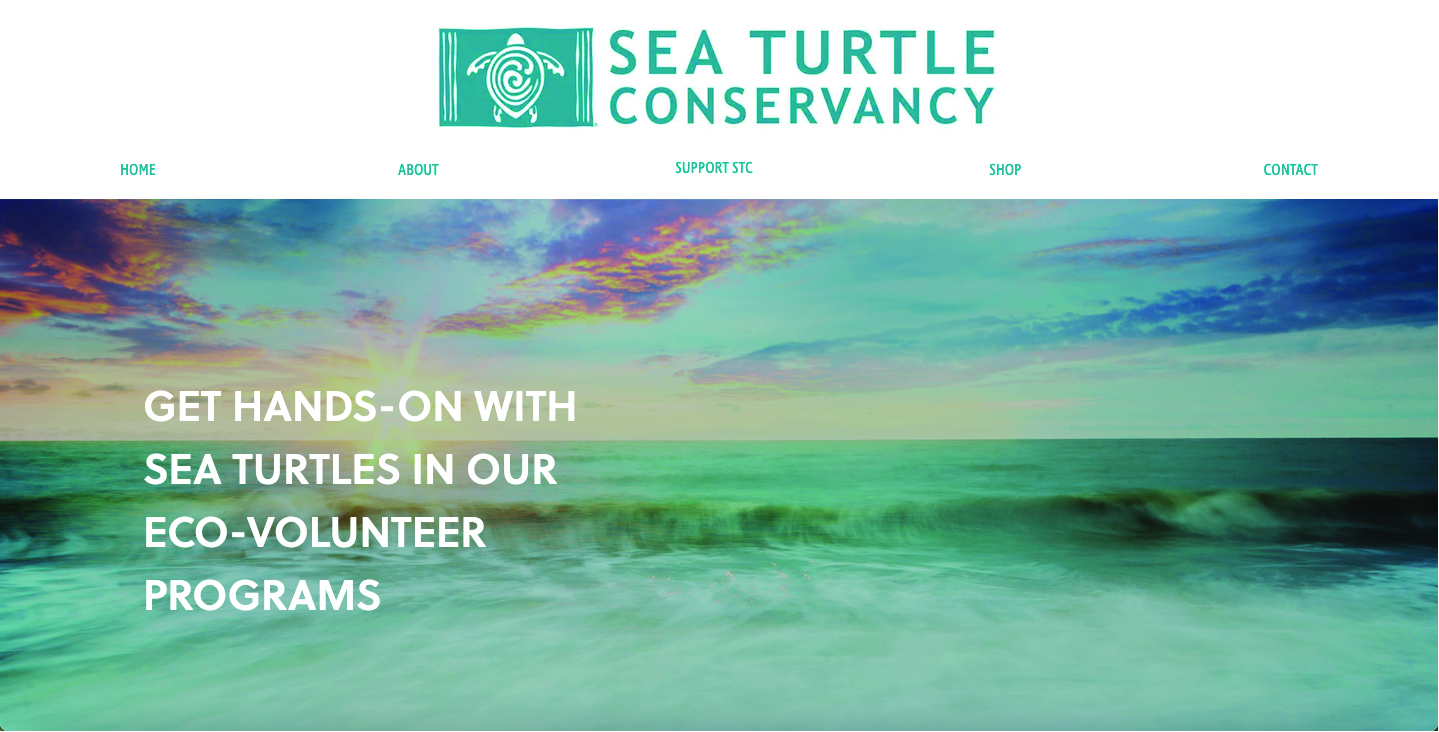 SEA TURTLE
CONSERVANCY
HOME
ABOUT
SUPPORT STC
SHOP
CONTACT
GET HANDS-ON WITH
SEA TURTLES IN OUR
ECO-VOLUNTEER
PROGRAMS